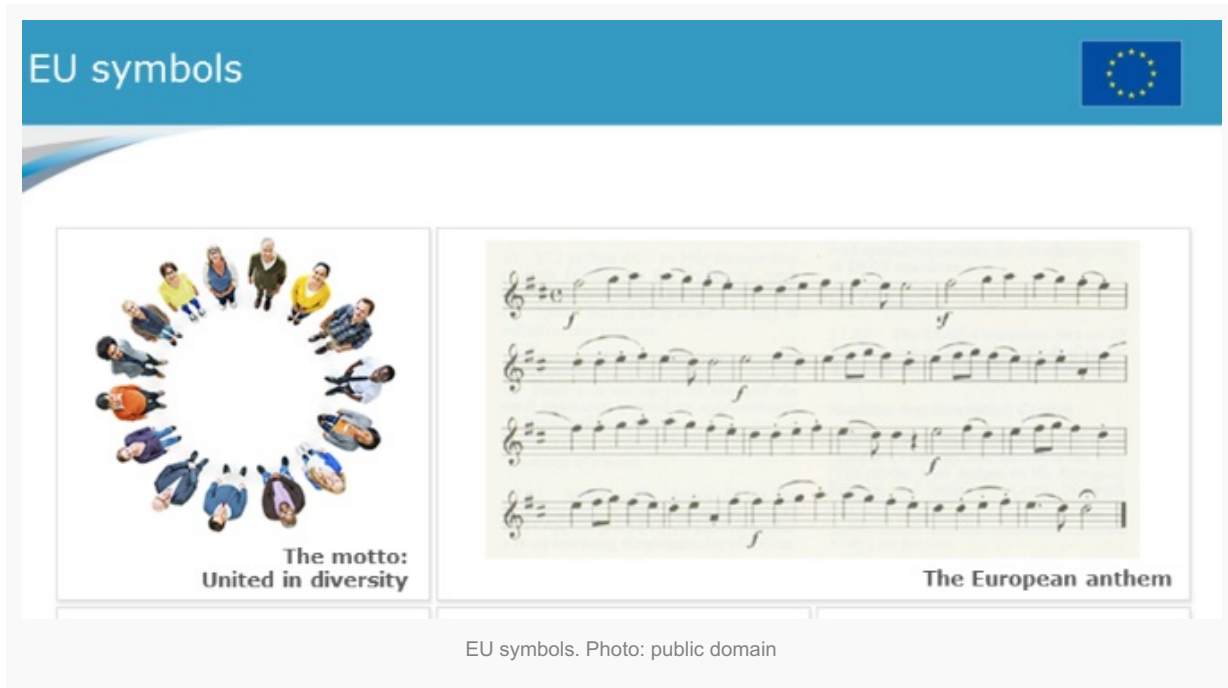 EU symbols
The motto:
United in diversity
The European anthem
EU symbols. Photo: public domain